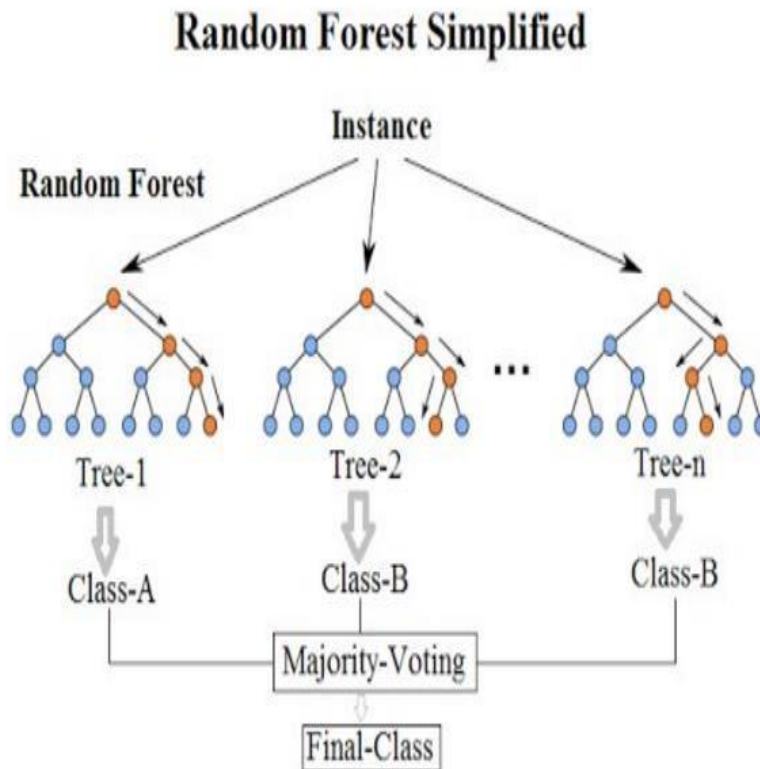 Random Forest Simplified
Instance
Random Forest
...
Tree-1
Tree-2
Tree-n
Class-A
Class-B
Class-B
Majority-Voting
Final-Class